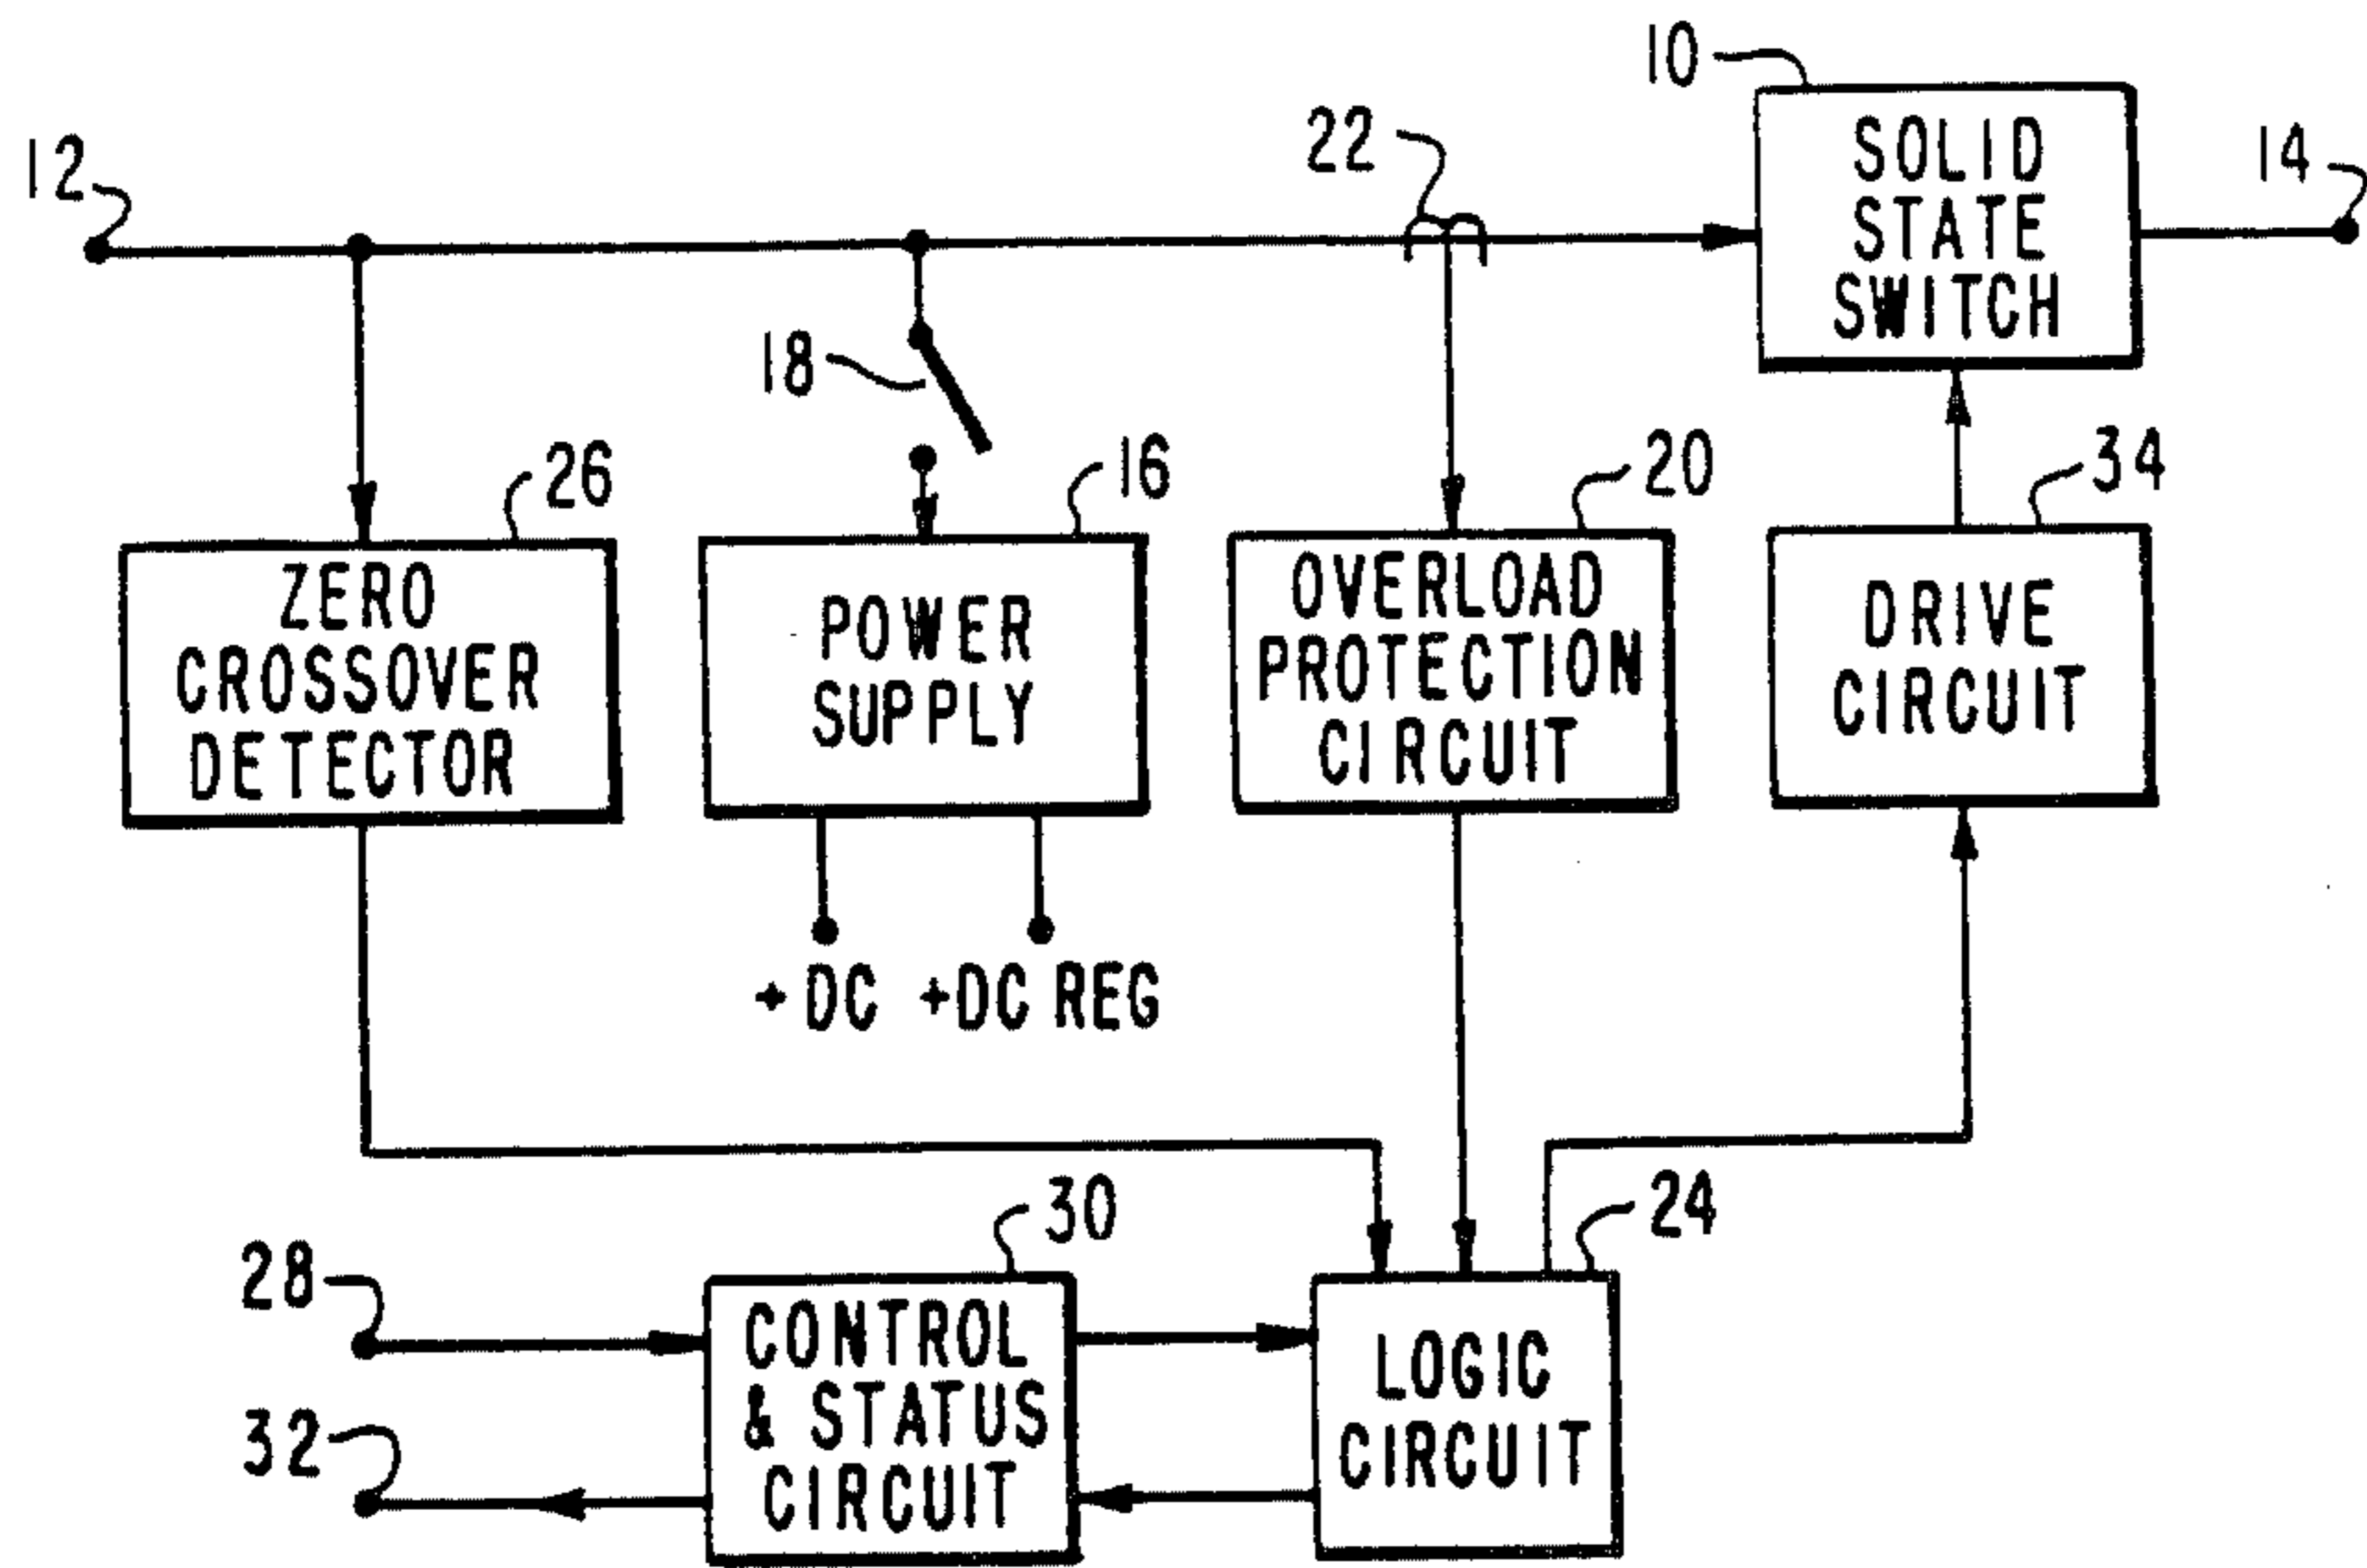 10
22
12
14
SOLID
STATE
SWITCH
18
26
16
20
34
ZERO
CROSSOVER
DETECTOR
POWER
SUPPLY
OVERLOAD
PROTECTION
CIRCUIT
DRIVE
CIRCUIT
+DC +DC REG
30
24
28
32
CONTROL
& STATUS
CIRCUIT
LOGIC
CIRCUIT